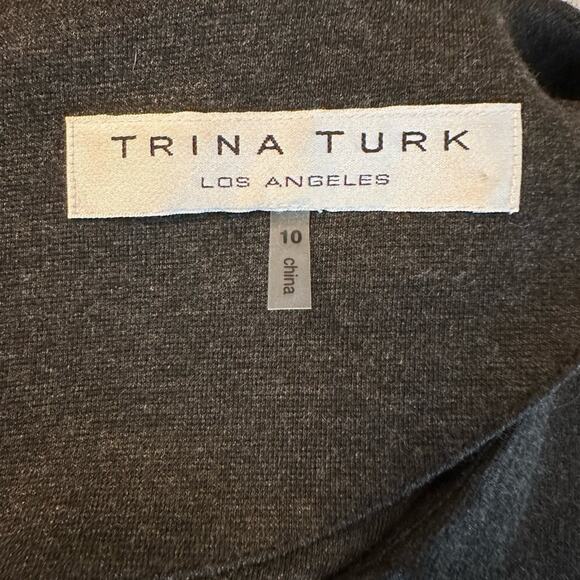 TRINA TURK
LOS ANGELES
10
china